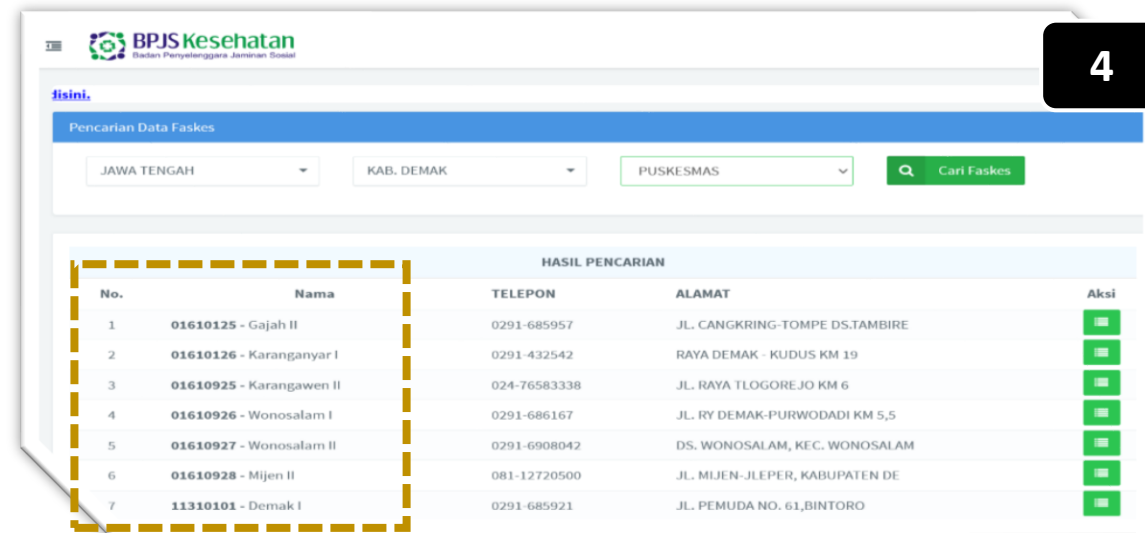 BPJS Kesehatan
Badan Penyelenggara Jaminan Sosial
4
disini.
Pencarian Data Faskes
JAWA TENGAH KAB. DEMAK PUSKESMAS Cari Faskes
HASIL PENCARIAN
No. Nama TELEPON ALAMAT Aksi
1 01610125 - Gajah II 0291-685957 JL. CANGKRING-TOMPE DS.TAMBIRE
2 01610126 - Karanganyar I 0291-432542 RAYA DEMAK - KUDUS KM 19
3 01610925 - Karangawen II 024-76583338 JL. RAYA TLOGOREJO KM 6
4 01610926 - Wonosalam I 0291-686167 JL. RY DEMAK-PURWODADI KM 5,5
5 01610927 - Wonosalam II 0291-6908042 DS. WONOSALAM, KEC. WONOSALAM
6 01610928 - Mijen II 081-12720500 JL. MIJEN-JLEPER, KABUPATEN DE
7 11310101 - Demak I 0291-685921 JL. PEMUDA NO. 61,BINTORO